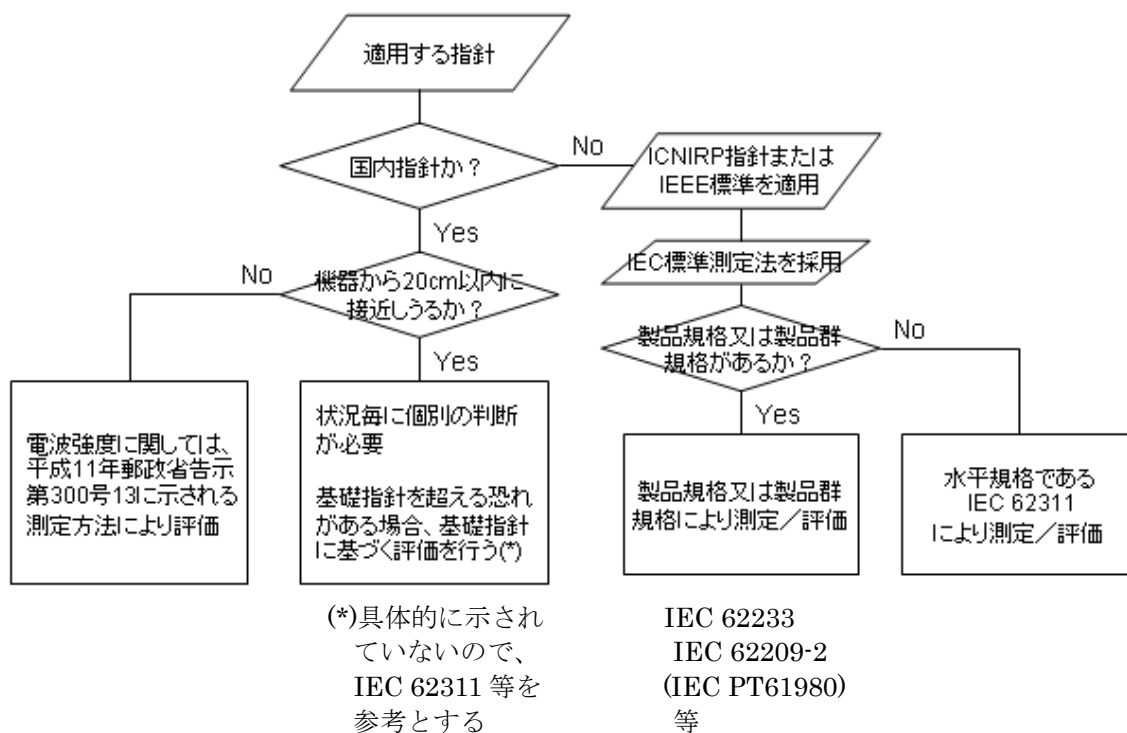 適用する指針
国内指針か？
No
ICNIRP指針または
IEEE標準を適用
Yes
IEC標準測定法を採用
No
機器から20cm以内に
接近しうるか？
製品規格又は製品群
規格があるか？
No
Yes
Yes
電波強度に関しては、
平成11年郵政省告示
第300号13に示される
測定方法により評価
状況毎に個別の判断
が必要
基礎指針を超える恐れ
がある場合、基礎指針
に基づく評価を行う(*)
製品規格又は製品群
規格により測定／評価
水平規格である
IEC 62311
により測定／評価
(*)具体的に示され
ていないので、
IEC 62311 等を
参考とする
IEC 62233
IEC 62209-2
(IEC PT61980)
等